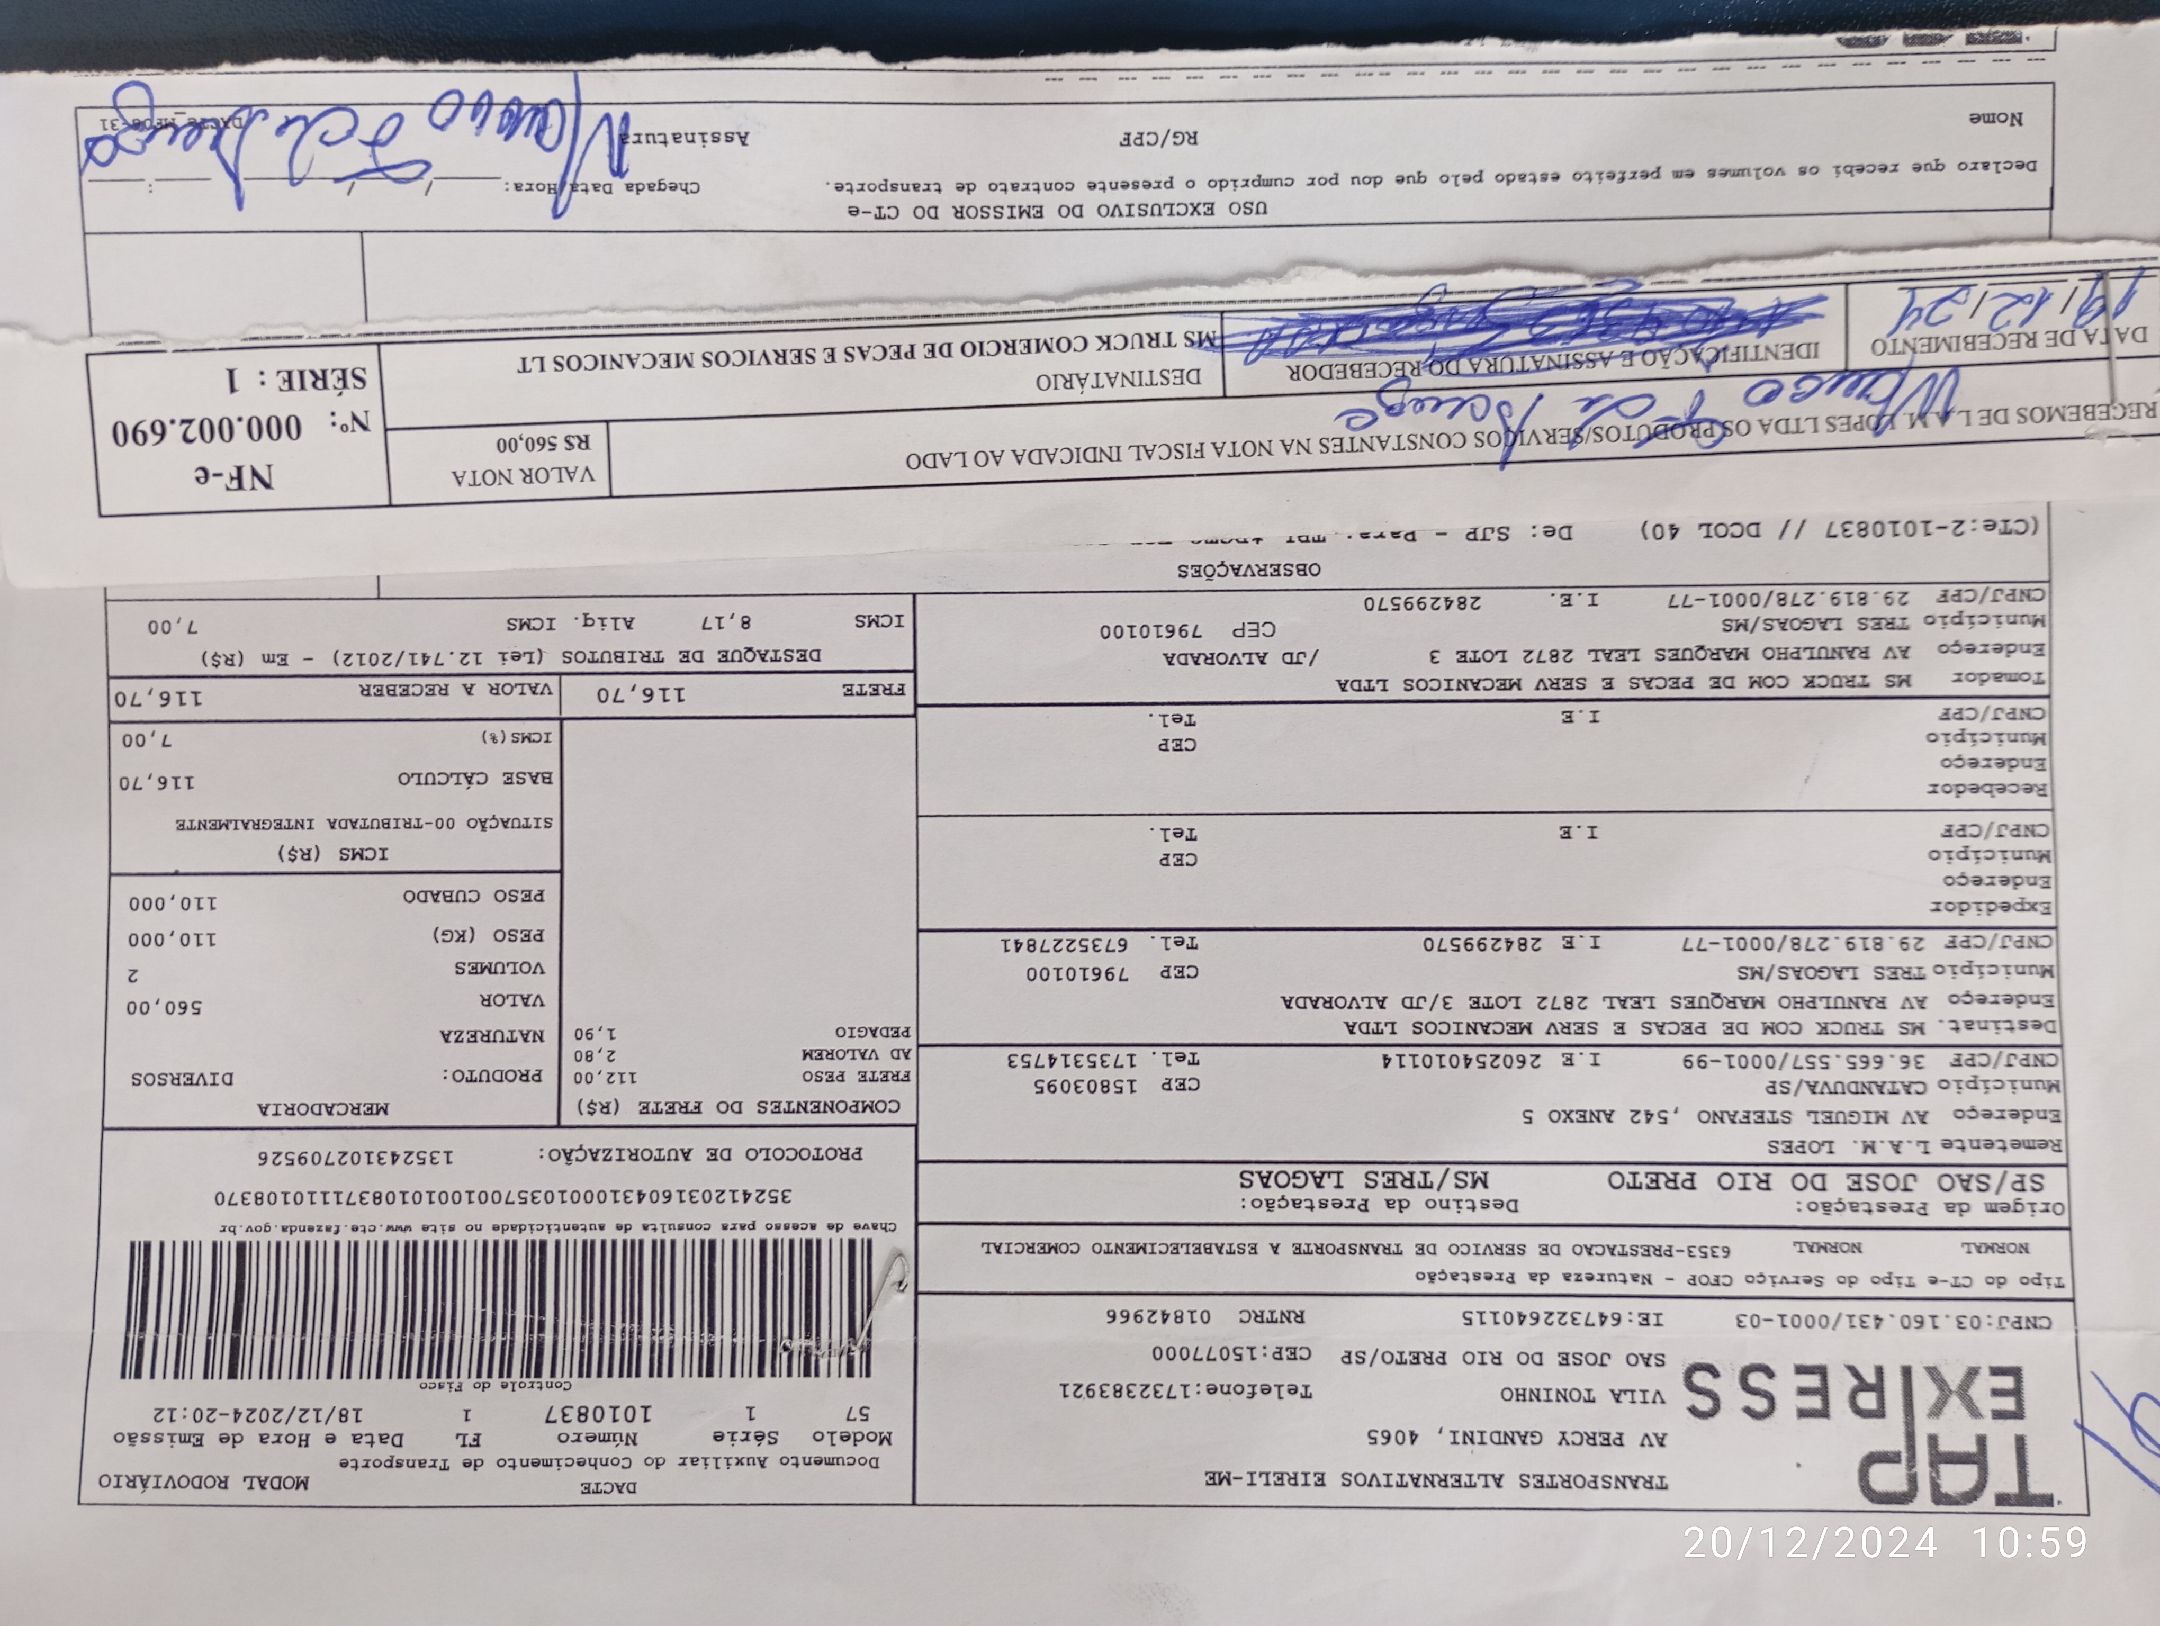 TAP
EXPRESS
TRANSPORTES ALTERNATIVOS EIRELI-ME
AV PERCY GANDINI, 4065
VILA TONINHO Telefone:1732383921
SAO JOSE DO RIO PRETO/SP CEP:15077000
CNPJ:03.160.431/0001-03 IE:647322640115 RNTRC 01842966
DACTE MODAL RODOVIÁRIO
Documento Auxiliar do Conhecimento de Transporte
Modelo Série Número FL Data e Hora de Emissão
57 1 1010837 1 18/12/2024-20:12
Controle do Fisco
Chave de acesso para consulta de autenticidade no site www.cte.fazenda.gov.br
35241203160431000103570010010108371111010108370
PROTOCOLO DE AUTORIZAÇÃO: 135243102709526
Tipo do CT-e Tipo do Serviço CFOP - Natureza da Prestação
NORMAL NORMAL 6353-PRESTACAO DE SERVICO DE TRANSPORTE A ESTABELECIMENTO COMERCIAL
Origem da Prestação: Destino da Prestação:
SP/SAO JOSE DO RIO PRETO MS/TRES LAGOAS
Remetente L.A.M. LOPES
Endereço AV MIGUEL STEFANO ,542 ANEXO 5
Município CATANDUVA/SP CEP 15803095
CNPJ/CPF 36.665.557/0001-99 I.E 26025401014 Tel. 1735314753
Destinat. MS TRUCK COM DE PECAS E SERV MECANICOS LTDA
Endereço AV RANULPHO MARQUES LEAL 2872 LOTE 3/JD ALVORADA
Município TRES LAGOAS/MS CEP 79610100
CNPJ/CPF 29.819.278/0001-77 I.E 284299570 Tel. 6735227841
Expedidor
Endereço
Município CEP
CNPJ/CPF I.E Tel.
Recebedor
Endereço
Município CEP
CNPJ/CPF I.E Tel.
Tomador MS TRUCK COM DE PECAS E SERV MECANICOS LTDA
Endereço AV RANULPHO MARQUES LEAL 2872 LOTE 3 /JD ALVORADA
Município TRES LAGOAS/MS CEP 79610100
CNPJ/CPF 29.819.278/0001-77 I.E. 284299570
COMPONENTES DO FRETE (R$)
FRETE PESO 112,00
AD VALOREM 2,80
PEDAGIO 1,90
MERCADORIA
PRODUTO: DIVERSOS
NATUREZA
VALOR 560,00
VOLUMES 2
PESO (KG) 110,000
PESO CUBADO 110,000
ICMS (R$)
SITUAÇÃO 00-TRIBUTADA INTEGRALMENTE
BASE CÁLCULO 116,70
ICMS(%) 7,00
FRETE 116,70 VALOR A RECEBER 116,70
DESTAQUE DE TRIBUTOS (Lei 12.741/2012) - Em (R$)
ICMS 8,17 Aliq. ICMS 7,00
OBSERVAÇÕES
(CTe:2-1010837 // DCOL 40) De: SJP - Para:
RECEBEMOS DE L.A.M. LOPES LTDA OS PRODUTOS/SERVIÇOS CONSTANTES NA NOTA FISCAL INDICADA AO LADO
VALOR NOTA
R$ 560,00
NF-e
Nº: 000.002.690
SÉRIE : 1
DATA DE RECEBIMENTO
19/12/24
IDENTIFICAÇÃO E ASSINATURA DO RECEBEDOR
DESTINATÁRIO
MS TRUCK COMERCIO DE PECAS E SERVICOS MECANICOS LT
USO EXCLUSIVO DO EMISSOR DO CT-e
Declaro que recebi os volumes em perfeito estado pelo que dou por cumprido o presente contrato de transporte.
Chegada Data/Hora: ____/____/____ ____:____
Nome RG/CPF Assinatura
20/12/2024 10:59